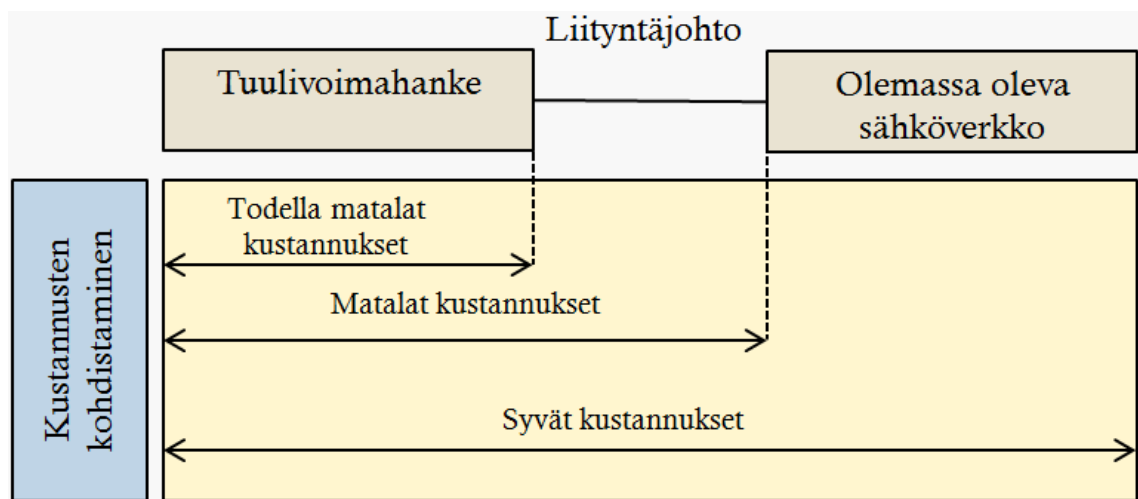 Liityntäjohto
Tuulivoimahanke
Olemassa oleva
sähköverkko
Kustannusten
kohdistaminen
Todella matalat
kustannukset
Matalat kustannukset
Syvät kustannukset